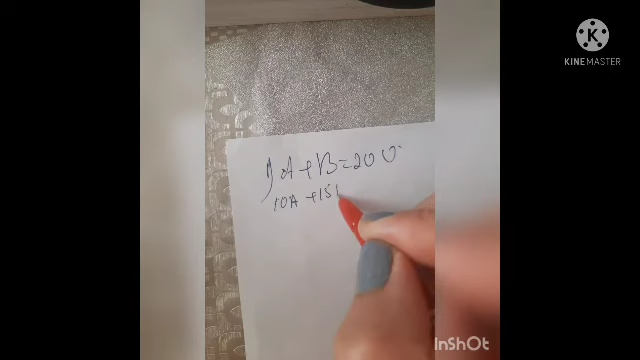 A + B = 200
10A + 15
KINEMASTER
InShOt